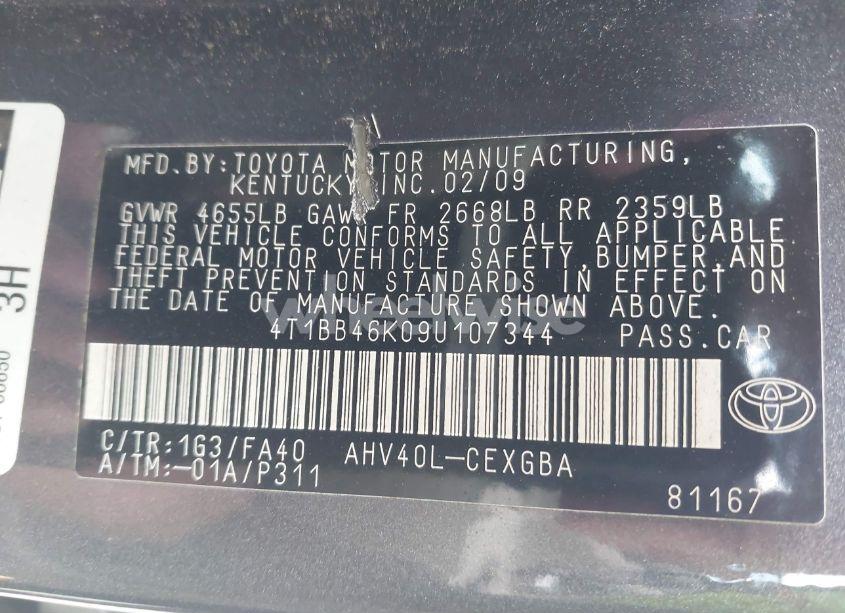 MFD. BY: TOYOTA MOTOR MANUFACTURING,
KENTUCKY, INC. 02/09
GVWR 4655LB GAWR FR 2668LB RR 2359LB
THIS VEHICLE CONFORMS TO ALL APPLICABLE
FEDERAL MOTOR VEHICLE SAFETY, BUMPER, AND
THEFT PREVENTION STANDARDS IN EFFECT ON
THE DATE OF MANUFACTURE SHOWN ABOVE.
4T1BB46K09U107344 PASS.CAR
C/TR:1G3/FA40 AHV40L-CEXGBA
A/TM:-01A/P311
81167
3H
wheelwise